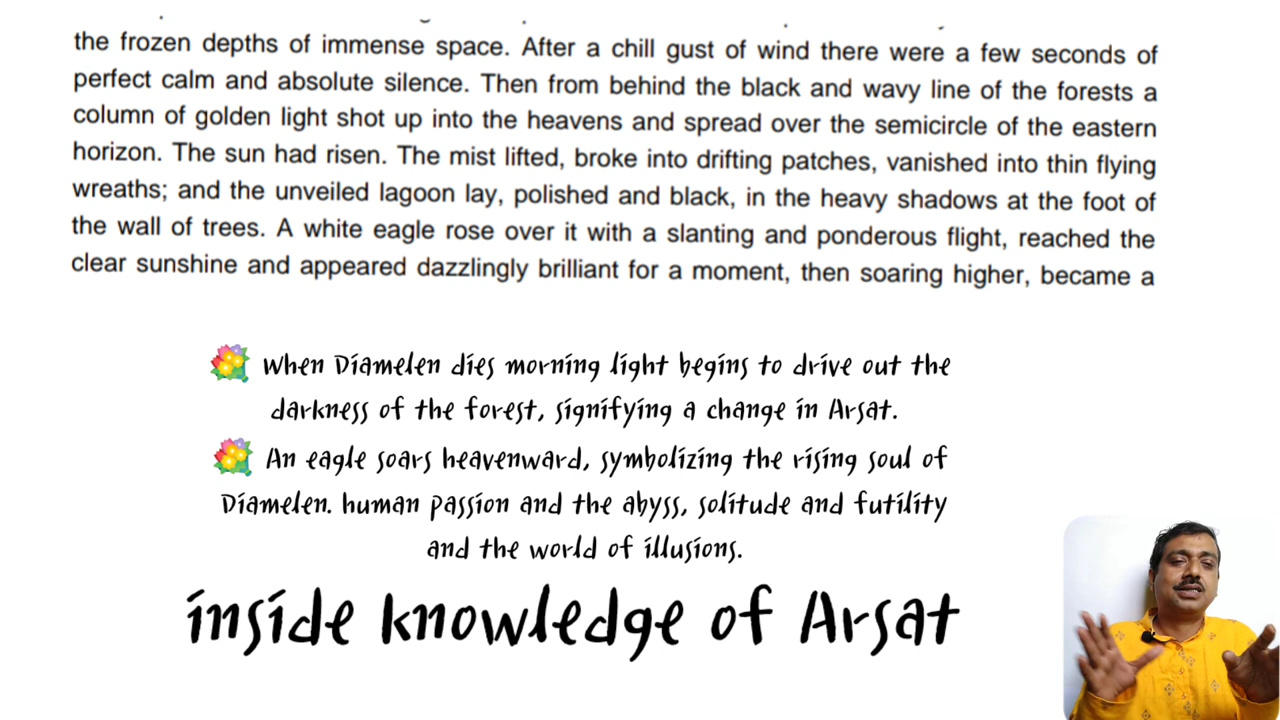 the frozen depths of immense space. After a chill gust of wind there were a few seconds of
perfect calm and absolute silence. Then from behind the black and wavy line of the forests a
column of golden light shot up into the heavens and spread over the semicircle of the eastern
horizon. The sun had risen. The mist lifted, broke into drifting patches, vanished into thin flying
wreaths; and the unveiled lagoon lay, polished and black, in the heavy shadows at the foot of
the wall of trees. A white eagle rose over it with a slanting and ponderous flight, reached the
clear sunshine and appeared dazzlingly brilliant for a moment, then soaring higher, became a
When Diamelen dies morning light begins to drive out the
darkness of the forest, signifying a change in Arsat.
An eagle soars heavenward, symbolizing the rising soul of
Diamelen. human passion and the abyss, solitude and futility
and the world of illusions.
inside knowledge of Arsat